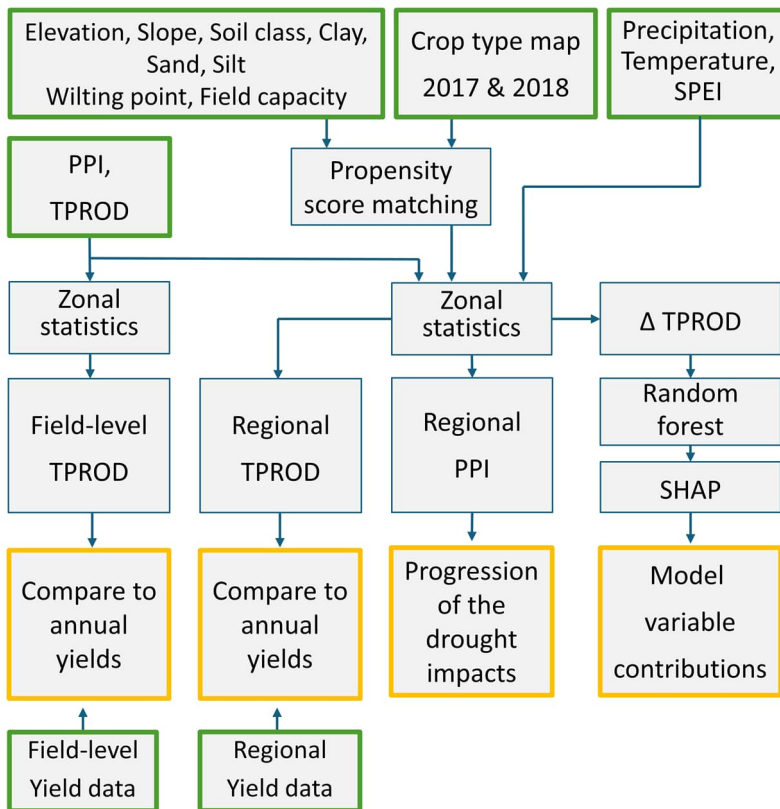 Elevation, Slope, Soil class, Clay,
Sand, Silt
Wilting point, Field capacity
Crop type map
2017 & 2018
Precipitation,
Temperature,
SPEI
PPI,
TPROD
Propensity
score matching
Zonal
statistics
Zonal
statistics
Δ TPROD
Field-level
TPROD
Regional
TPROD
Regional
PPI
Random
forest
SHAP
Compare to
annual
yields
Compare to
annual
yields
Progression
of the
drought
impacts
Model
variable
contributions
Field-level
Yield data
Regional
Yield data